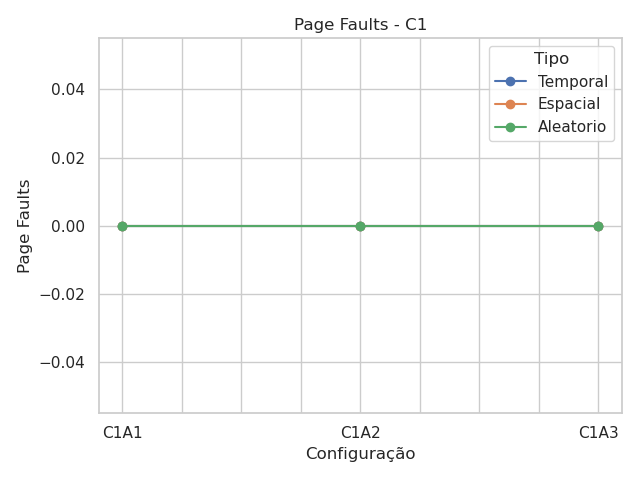 Page Faults - C1
Tipo
Temporal
Espacial
Aleatorio
0.04
0.02
0.00
−0.02
−0.04
Page Faults
C1A1
C1A2
C1A3
Configuração